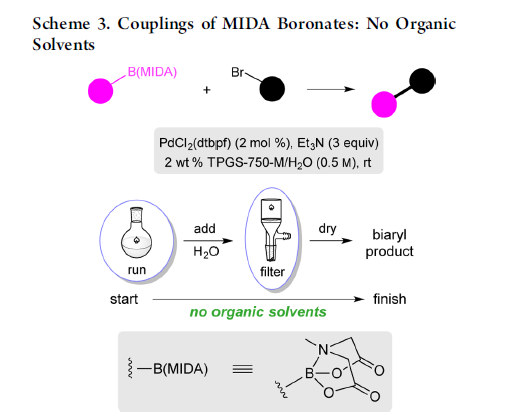 Scheme 3. Couplings of MIDA Boronates: No Organic
Solvents
B(MIDA)
+
Br
PdCl₂(dtbpf) (2 mol %), Et₃N (3 equiv)
2 wt % TPGS-750-M/H₂O (0.5 M), rt
run
add
H₂O
filter
dry
biaryl
product
start
finish
no organic solvents
—B(MIDA)
≡
N
B—O
O
O
O